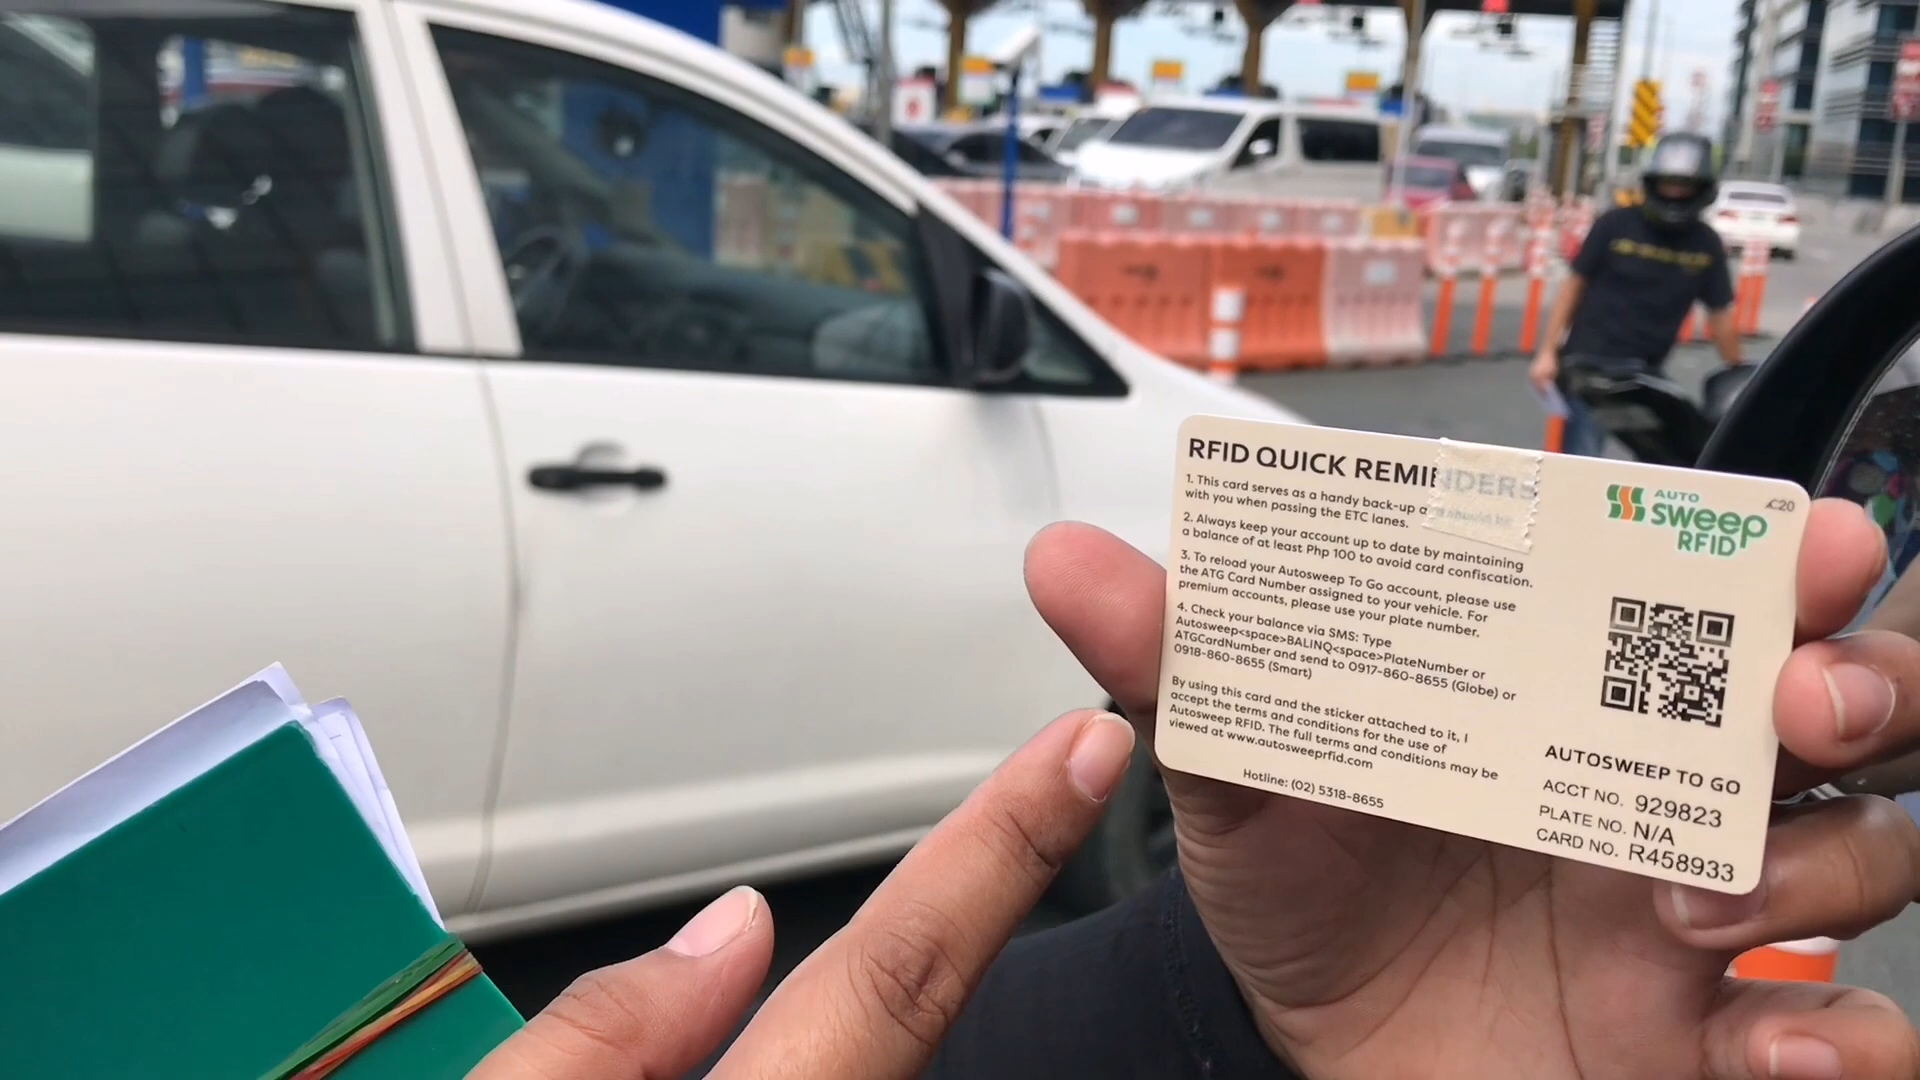 RFID QUICK REMINDERS
1. This card serves as a handy back-up a
with you when passing the ETC lanes.
2. Always keep your account up to date by maintaining
a balance of at least Php 100 to avoid card confiscation.
3. To reload your Autosweep To Go account, please use
the ATG Card Number assigned to your vehicle. For
premium accounts, please use your plate number.
4. Check your balance via SMS: Type
Autosweep<space>BALINQ<space>PlateNumber or
ATGCardNumber and send to 0917-860-8655 (Globe) or
0918-860-8655 (Smart)
By using this card and the sticker attached to it, I
accept the terms and conditions for the use of
Autosweep RFID. The full terms and conditions may be
viewed at www.autosweeprfid.com
Hotline: (02) 5318-8655
C20
AUTO
sweep
RFID
AUTOSWEEP TO GO
ACCT NO. 929823
PLATE NO. N/A
CARD NO. R458933